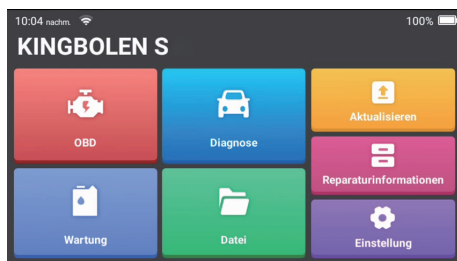 10:04 nachm. 100%
KINGBOLEN S
OBD
Diagnose
Aktualisieren
Reparaturinformationen
Wartung
Datei
Einstellung